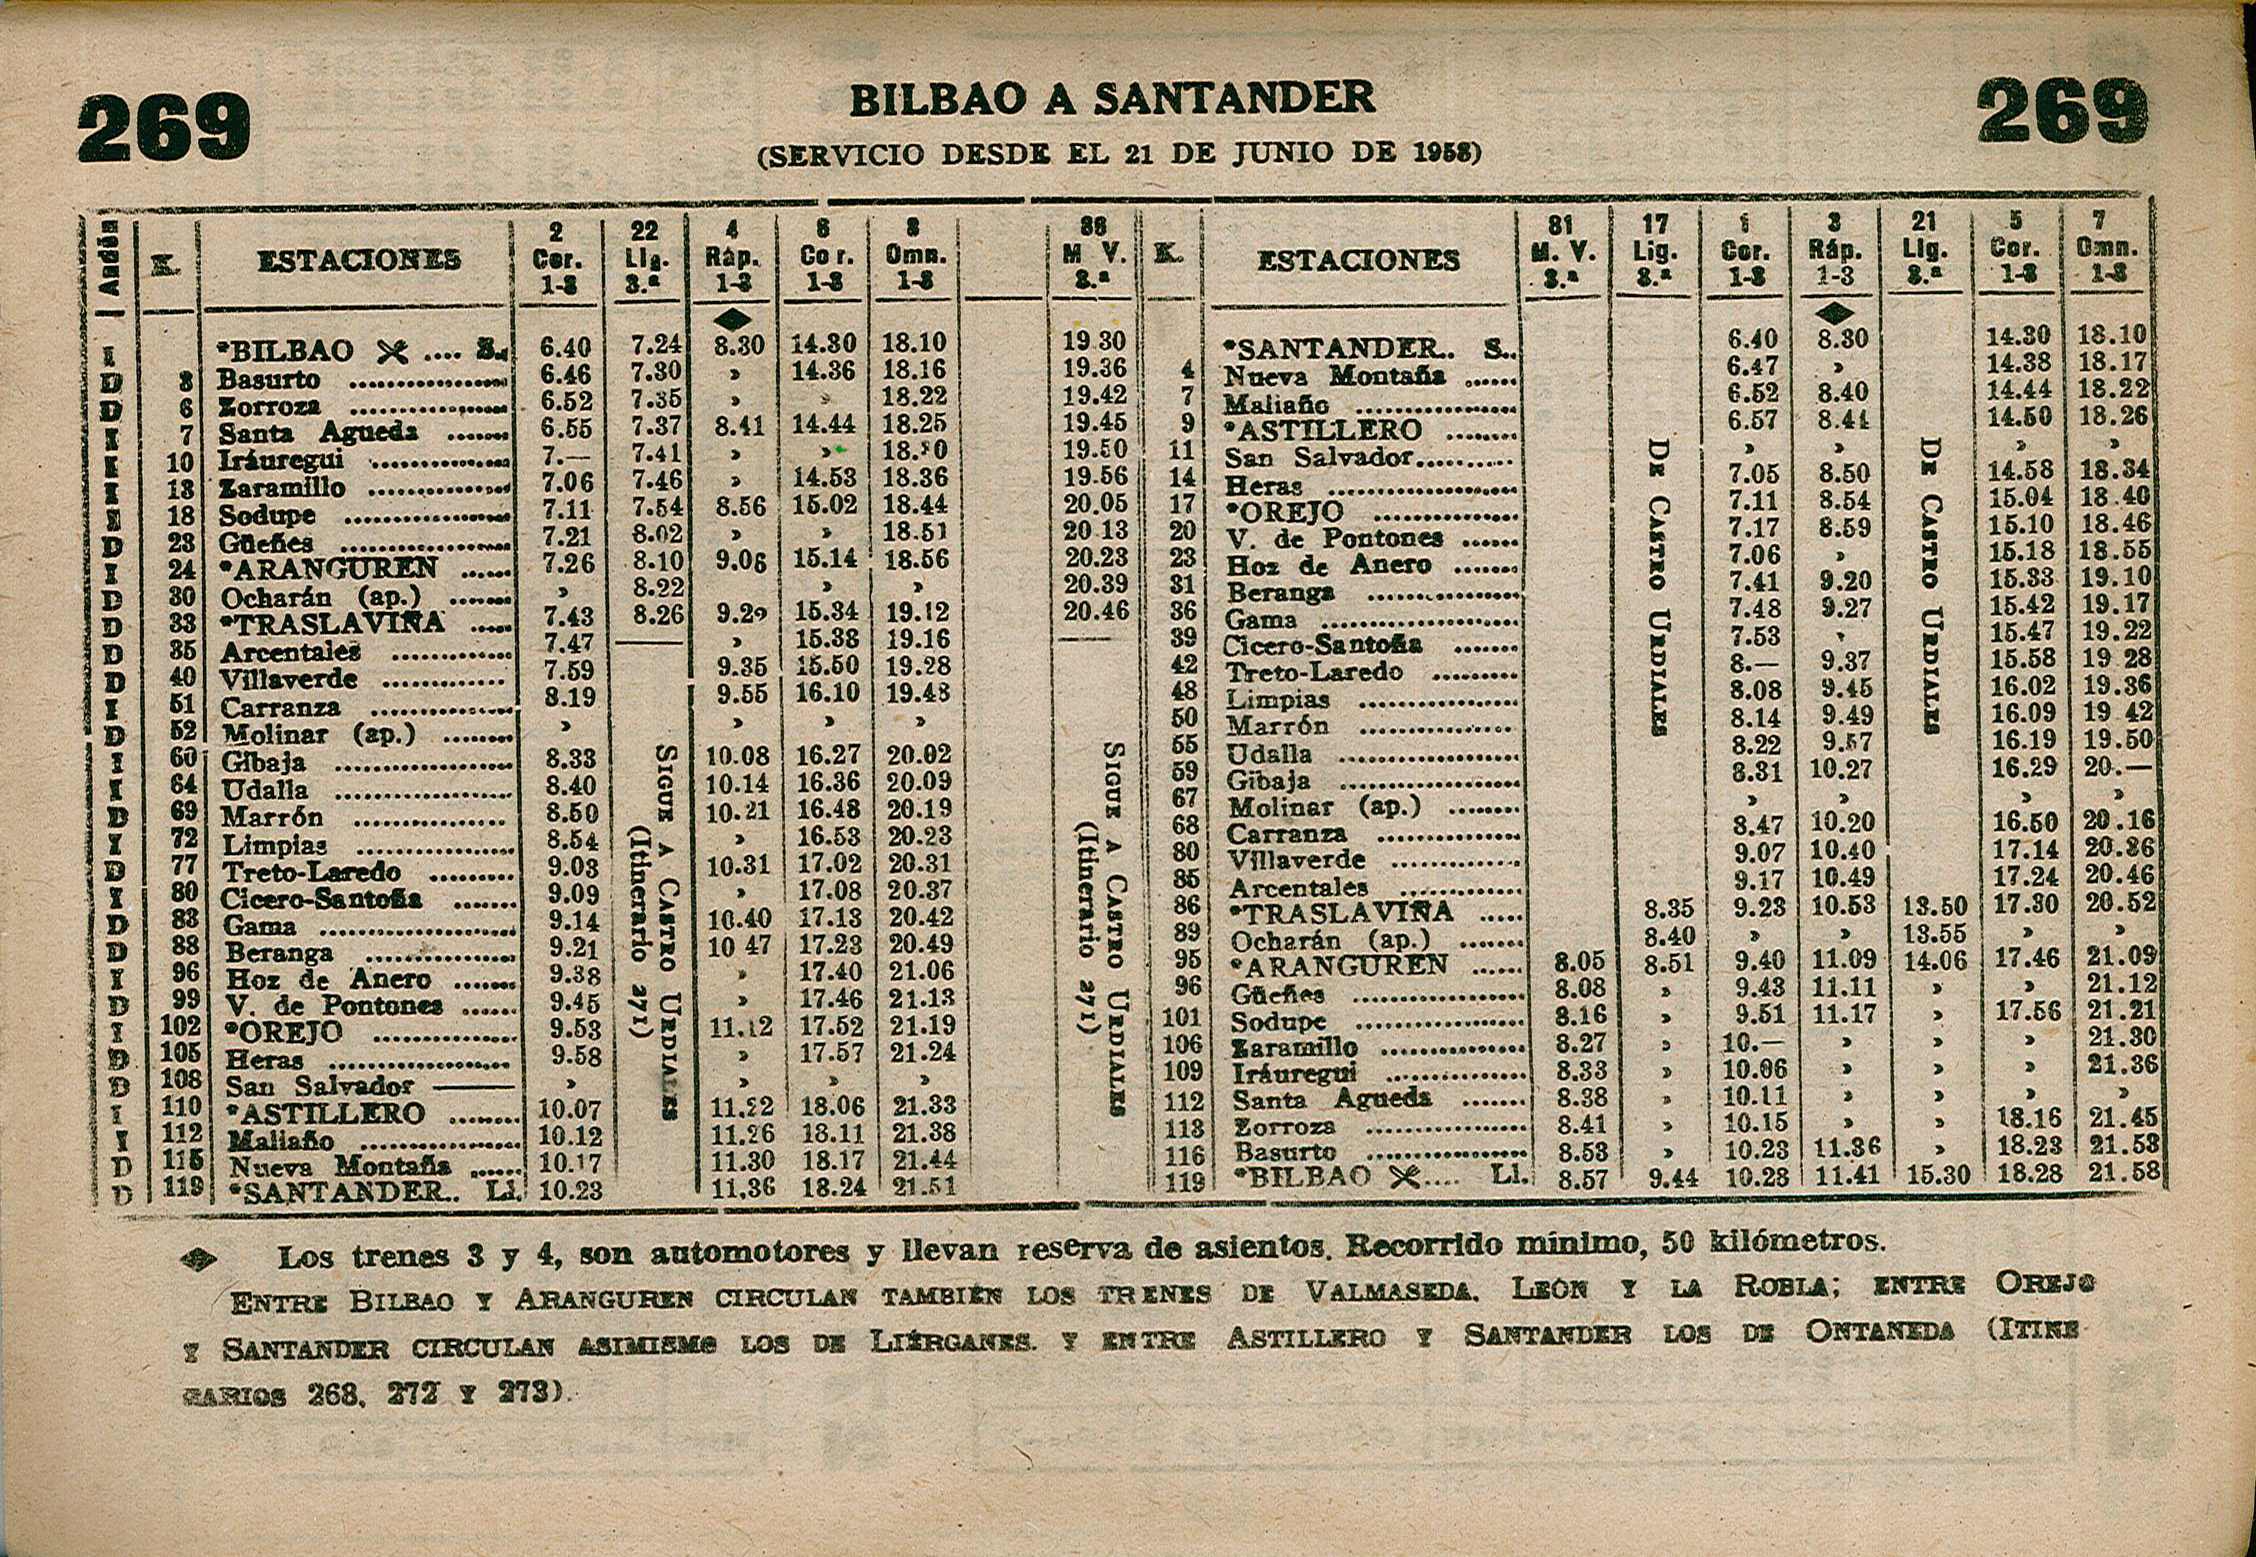 269 BILBAO A SANTANDER 269
(SERVICIO DESDE EL 21 DE JUNIO DE 1958)
Andén K. ESTACIONES 2 Cor. 1-3 22 Lig. 3.ª 4 Ráp. 1-3 6 Cor. 1-3 8 Omn. 1-3 M. V. 3.ª
I *BILBAO .... S. 6.40 7.24 8.30 14.30 18.10 19.30
D 3 Basurto 6.46 7.30 » 14.36 18.16 19.36
D 6 Zorroza 6.52 7.35 » » 18.22 19.42
I 7 Santa Agueda 6.55 7.37 8.41 14.44 18.25 19.45
I 10 Iráuregui 7.— 7.41 » » 18.30 19.50
I 13 Zaramillo 7.06 7.46 » 14.53 18.36 19.56
I 18 Sodupe 7.11 7.54 8.56 15.02 18.44 20.05
D 23 Güeñes 7.21 8.02 » » 18.51 20 13
I 24 *ARANGUREN 7.26 8.10 9.06 15.14 18.56 20.23
D 30 Ocharán (ap.) » 8.22 » » 20.39
D 33 *TRASLAVIÑA 7.43 8.26 15.34 19.12 20.46
D 35 Arcentales 7.47 » 15.38 19.16
D 40 Villaverde 7.59 9.35 15.50 19.28
I 51 Carranza 8.19 9.55 16.10 19.48
D 52 Molinar (ap.) » » » »
I 60 Gibaja 8.33 10.08 16.27 20.02
I 64 Udalla 8.40 10.14 16.36 20.09
D 69 Marrón 8.50 10.21 16.48 20.19
I 72 Limpias 8.54 » 16.53 20.23
D 77 Treto-Laredo 9.03 10.31 17.02 20.31
I 80 Cicero-Santoña 9.09 » 17.08 20.37
D 83 Gama 9.14 10.40 17.13 20.42
D 88 Beranga 9.21 10 47 17.23 20.49
I 96 Hoz de Anero 9.38 » 17.40 21.06
D 99 V. de Pontones 9.45 » 17.46 21.13
I 102 *OREJO 9.53 11.12 17.52 21.19
D 105 Heras 9.58 » 17.57 21.24
D 108 San Salvador » » » »
I 110 *ASTILLERO 10.07 11.22 18.06 21.33
I 112 Maliaño 10.12 11.26 18.11 21.38
D 115 Nueva Montaña 10.17 11.30 18.17 21.44
D 119 *SANTANDER.. Ll. 10.23 11.36 18.24 21.51
SIGUE A CASTRO URDIALES
(Itinerario 271)
SIGUE A CASTRO URDIALES
(Itinerario 271)
K. ESTACIONES 81 M. V. 3.ª 17 Lig. 3.ª 1 Cor. 1-3 3 Ráp. 1-3 21 Lig. 3.ª 5 Cor. 1-3 7 Omn. 1-3
*SANTANDER.. S.. 6.40 8.30 14.30 18.10
4 Nueva Montaña 6.47 » 14.38 18.17
7 Maliaño 6.52 8.40 14.44 18.22
9 *ASTILLERO 6.57 8.41 14.50 18.26
11 San Salvador » » » »
14 Heras 7.05 8.50 14.58 18.34
17 *OREJO 7.11 8.54 15.04 18.40
20 V. de Pontones 7.17 8.59 15.10 18.46
23 Hoz de Anero 7.06 » 15.18 18.55
31 Beranga 7.41 9.20 15.33 19.10
36 Gama 7.48 9.27 15.42 19.17
39 Cicero-Santoña 7.53 » 15.47 19.22
42 Treto-Laredo 8.— 9.37 15.58 19 28
48 Limpias 8.08 9.45 16.02 19.36
50 Marrón 8.14 9.49 16.09 19 42
55 Udalla 8.22 9.57 16.19 19.50
59 Gibaja 8.31 10.27 16.29 20.—
67 Molinar (ap.) » » » »
68 Carranza 8.47 10.20 16.50 20.16
80 Villaverde 9.07 10.40 17.14 20.36
85 Arcentales 9.17 10.49 17.24 20.46
86 *TRASLAVIÑA 8.35 9.23 10.53 13.50 17.30 20.52
89 Ocharán (ap.) 8.40 » » 13.55 » »
95 *ARANGUREN 8.05 8.51 9.40 11.09 14.06 17.46 21.09
96 Güeñes 8.08 » 9.43 11.11 » » 21.12
101 Sodupe 8.16 » 9.51 11.17 » 17.56 21.21
106 Zaramillo 8.27 » 10.— » » » 21.30
109 Iráuregui 8.33 » 10.06 » » » 21.36
112 Santa Agueda 8.38 » 10.11 » » » »
113 Zorroza 8.41 » 10.15 » » 18.16 21.45
116 Basurto 8.53 » 10.23 11.36 » 18.23 21.53
119 *BILBAO .... Ll. 8.57 9.44 10.28 11.41 15.30 18.28 21.58
DE CASTRO URDIALES
DE CASTRO URDIALES
Los trenes 3 y 4, son automotores y llevan reserva de asientos. Recorrido mínimo, 50 kilómetros.
ENTRE BILBAO Y ARANGUREN CIRCULAN TAMBIÉN LOS TRENES DE VALMASEDA, LEÓN Y LA ROBLA; ENTRE OREJO
Y SANTANDER CIRCULAN ASIMISMO LOS DE LIÉRGANES. Y ENTRE ASTILLERO Y SANTANDER LOS DE ONTANEDA (ITINE
RARIOS 268, 272 Y 273).